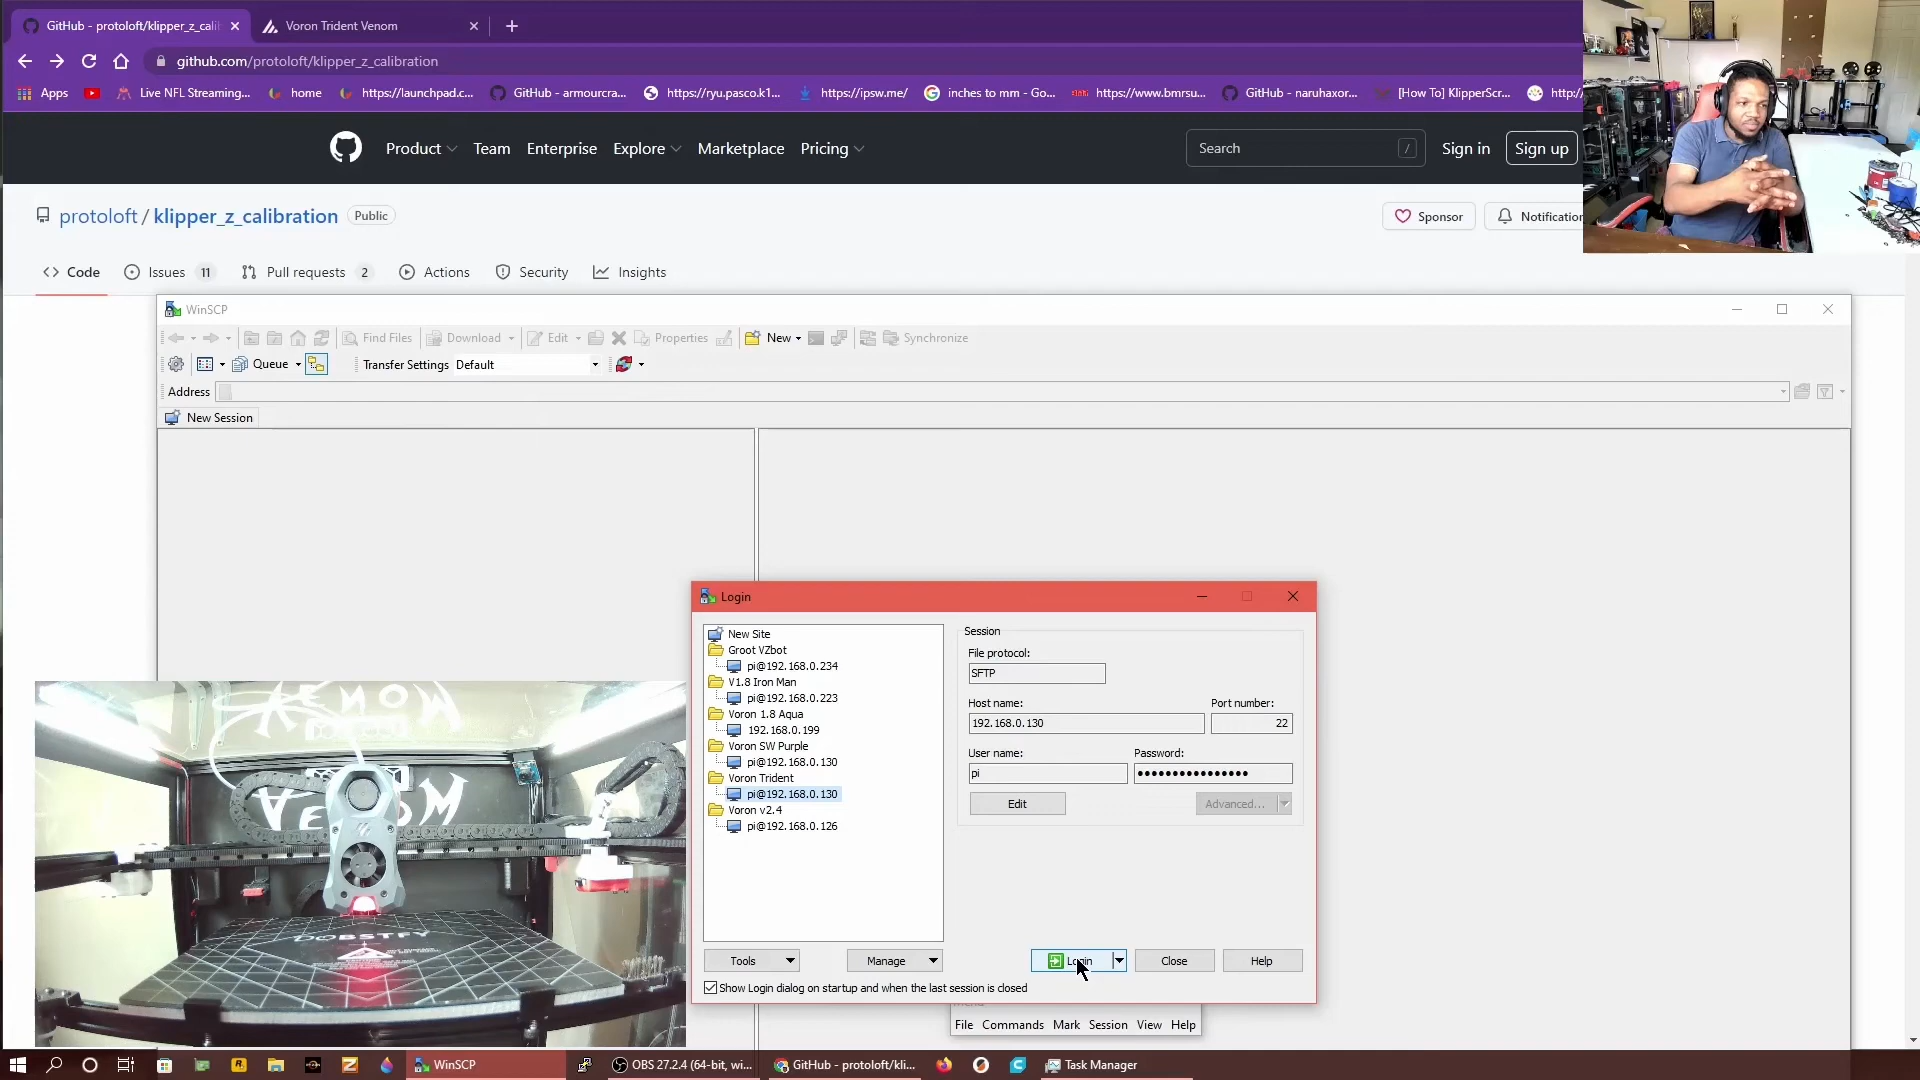 GitHub - protoloft/klipper_z_cali
Voron Trident Venom
github.com/protoloft/klipper_z_calibration
Apps
Live NFL Streaming...
home
https://launchpad.c...
GitHub - armourcra...
https://ryu.pasco.k1...
https://ipsw.me/
inches to mm - Go...
https://www.bmrsu...
GitHub - naruhaxor...
[How To] KlipperScr...
http:/
Product
Team
Enterprise
Explore
Marketplace
Pricing
Search
/
Sign in
Sign up
protoloft / klipper_z_calibration
Public
Sponsor
Notification
Code
Issues 11
Pull requests 2
Actions
Security
Insights
WinSCP
Find Files
Download
Edit
Properties
New
Synchronize
Queue
Transfer Settings Default
Address
New Session
Login
New Site
Groot VZbot
pi@192.168.0.234
V1.8 Iron Man
pi@192.168.0.223
Voron 1.8 Aqua
192.168.0.199
Voron SW Purple
pi@192.168.0.130
Voron Trident
pi@192.168.0.130
Voron v2.4
pi@192.168.0.126
Session
File protocol:
SFTP
Host name:
Port number:
192.168.0.130
22
User name:
Password:
pi
Edit
Advanced...
Tools
Manage
Login
Close
Help
Show Login dialog on startup and when the last session is closed
File Commands Mark Session View Help
WinSCP
OBS 27.2.4 (64-bit, wi...
GitHub - protoloft/kli...
Task Manager